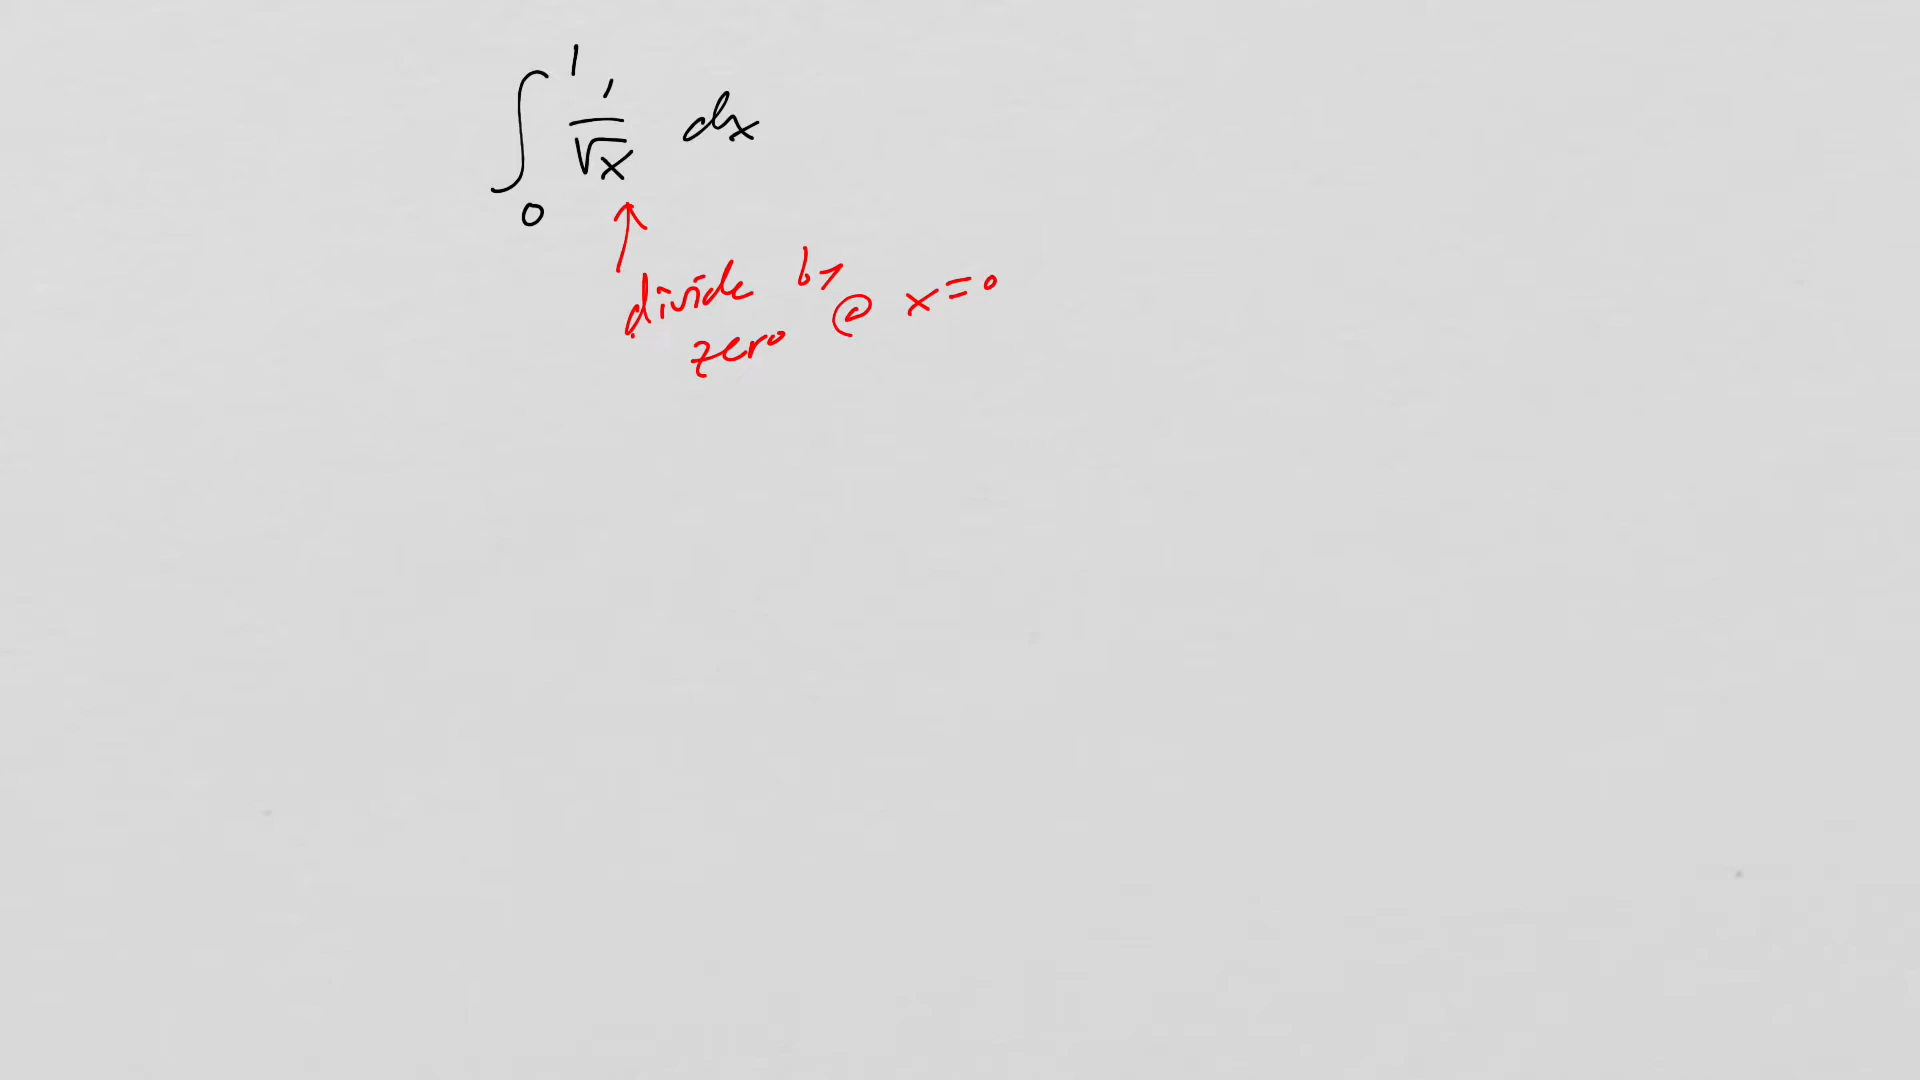 ∫₀¹ 1/√x dx
divide by
zero @ x=0